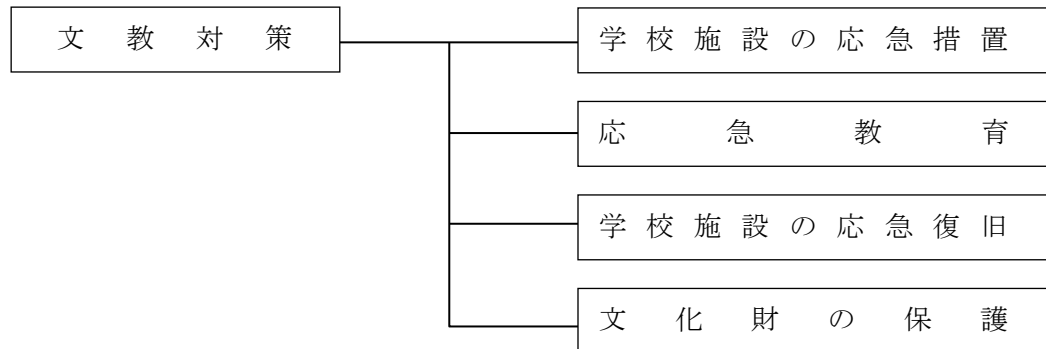 文教対策
学校施設の応急措置
応急教育
学校施設の応急復旧
文化財の保護